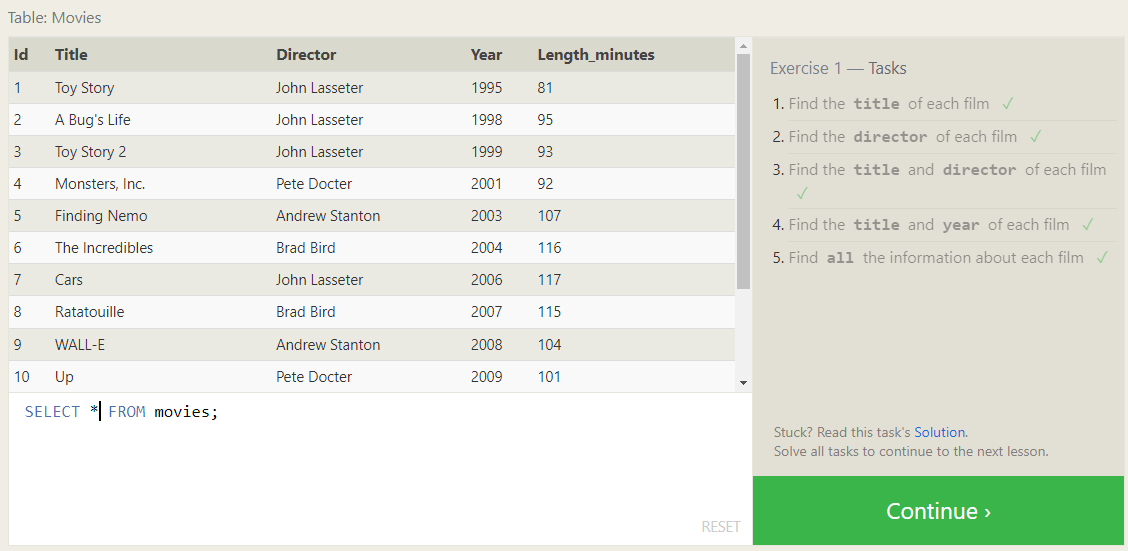 Table: Movies
Id Title Director Year Length_minutes
1 Toy Story John Lasseter 1995 81
2 A Bug's Life John Lasseter 1998 95
3 Toy Story 2 John Lasseter 1999 93
4 Monsters, Inc. Pete Docter 2001 92
5 Finding Nemo Andrew Stanton 2003 107
6 The Incredibles Brad Bird 2004 116
7 Cars John Lasseter 2006 117
8 Ratatouille Brad Bird 2007 115
9 WALL-E Andrew Stanton 2008 104
10 Up Pete Docter 2009 101
SELECT * FROM movies;
RESET
Exercise 1 — Tasks
1. Find the title of each film ✓
2. Find the director of each film ✓
3. Find the title and director of each film
✓
4. Find the title and year of each film ✓
5. Find all the information about each film ✓
Stuck? Read this task's Solution.
Solve all tasks to continue to the next lesson.
Continue ›